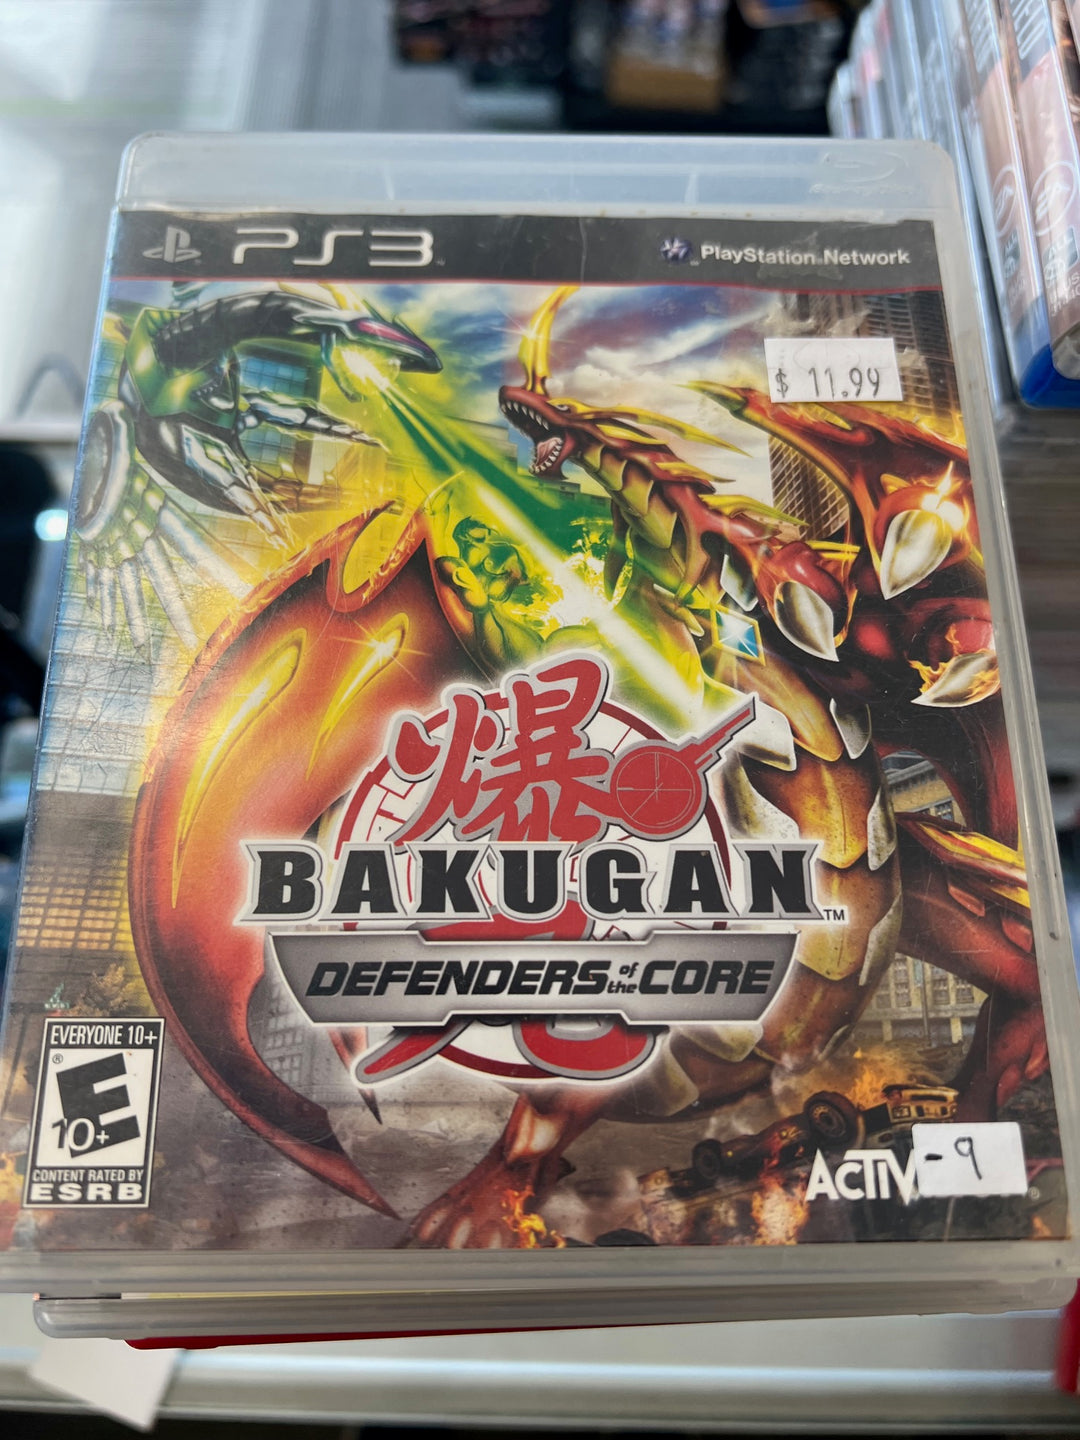 PS3
PlayStation Network
$ 11.99
爆
BAKUGAN™
DEFENDERS of the CORE
EVERYONE 10+
®
E
10+
CONTENT RATED BY
ESRB
ACTIV
-9
®